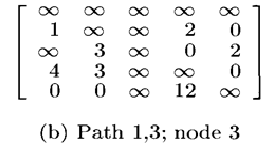 ∞ ∞ ∞ ∞ ∞
1 ∞ ∞ 2 0
∞ 3 ∞ 0 2
4 3 ∞ ∞ 0
0 0 ∞ 12 ∞
(b) Path 1,3; node 3